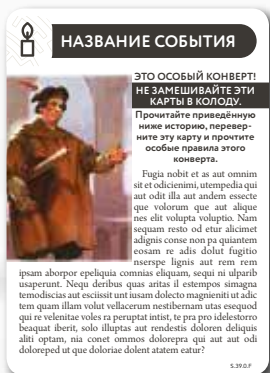 НАЗВАНИЕ СОБЫТИЯ
ЭТО ОСОБЫЙ КОНВЕРТ!
НЕ ЗАМЕШИВАЙТЕ ЭТИ
КАРТЫ В КОЛОДУ.
Прочитайте приведённую
ниже историю, перевер-
ните эту карту и прочтите
особые правила этого
конверта.
Fugia nobit et as aut omnim
sit et odicienimi, utempedia qui
aut odit illa aut andem essecte
que volorum que aut alique
nes elit volupta voluptio. Nam
sequam resto od etur alicimet
adignis conse non pa quiantem
eosam re adis dolut fugitio
nserspe lignis aut rem rem
ipsam aborpor epeliquia comnias eliquam, sequi ni ulparib
usaperunt. Nequ deribus quas aritas il estempos simagna
temodiscias aut esciissit unt iusam dolecto magnieniti ut adic
tem quam illam volut vellacerum nestibernam utas esequod
qui re velenitae voles ra peruptat intist, te pra pro idelestorro
beaquat iberit, solo illuptas aut rendestis doloren deliquis
aliti optam, nia conet ommos dolorepra qui aut aut odi
doloreped ut que doloriae dolent atatem eatur?
S.39.0.F